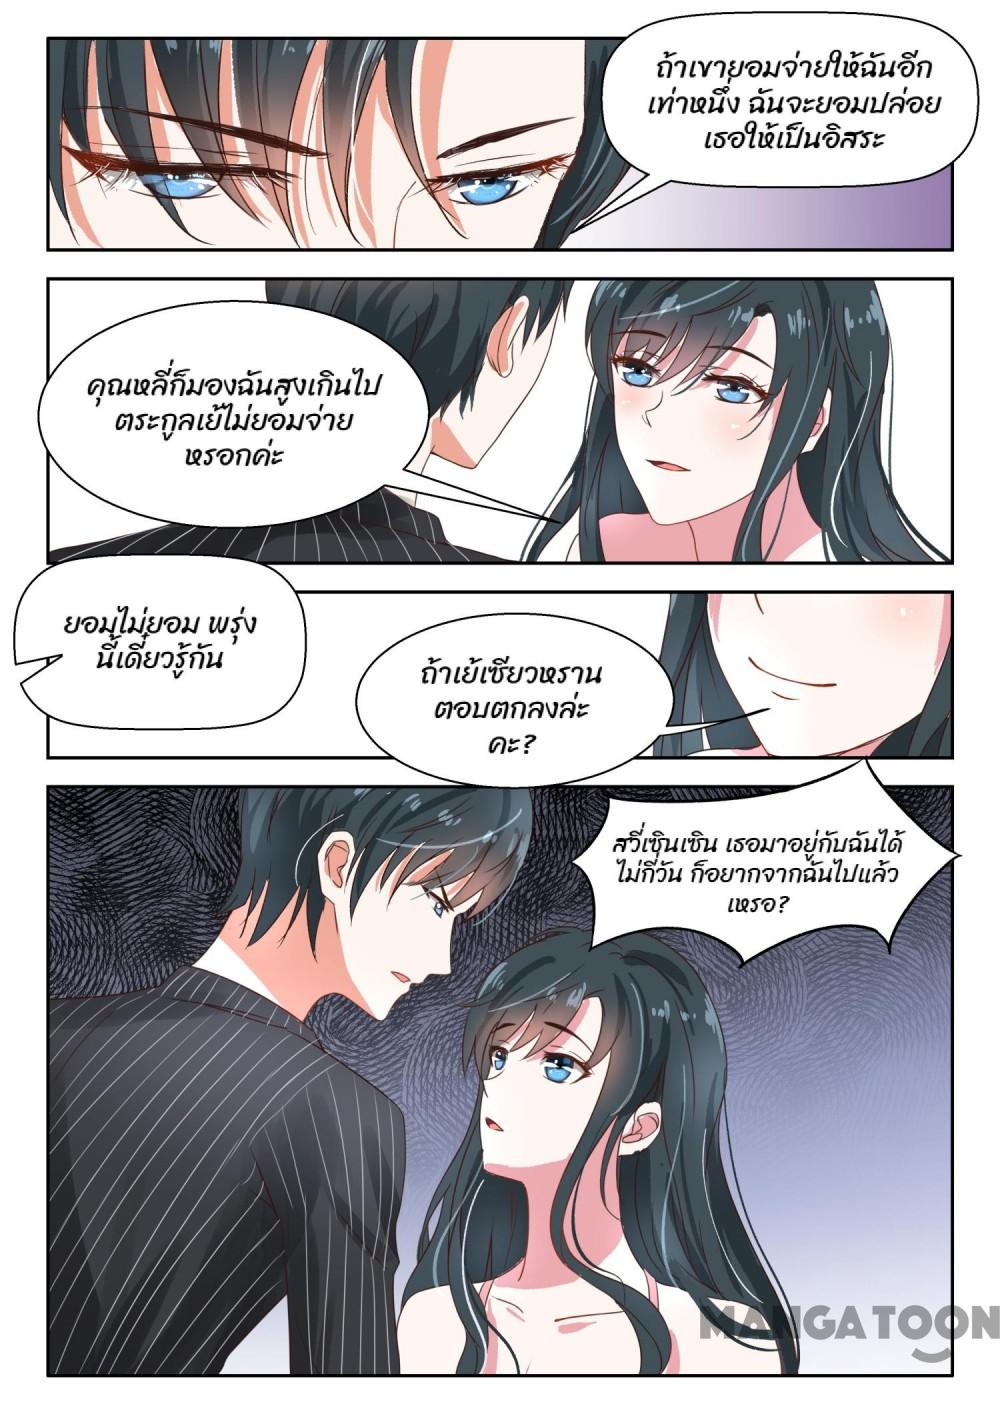 ถ้าเขายอมจ่ายให้ฉันอีก
เท่าหนึ่ง ฉันจะยอมปล่อย
เธอให้เป็นอิสระ
คุณหลี่ก็มองฉันสูงเกินไป
ตระกูลเย้ไม่ยอมจ่าย
หรอกค่ะ
ยอมไม่ยอม พรุ่ง
นี้เดี๋ยวรู้กัน
ถ้าเย้เซียวหราน
ตอบตกลงล่ะ
คะ?
สวี่เซินเซิน เธอมาอยู่กับฉันได้
ไม่กี่วัน ก็อยากจากฉันไปแล้ว
เหรอ?
MANGATOON